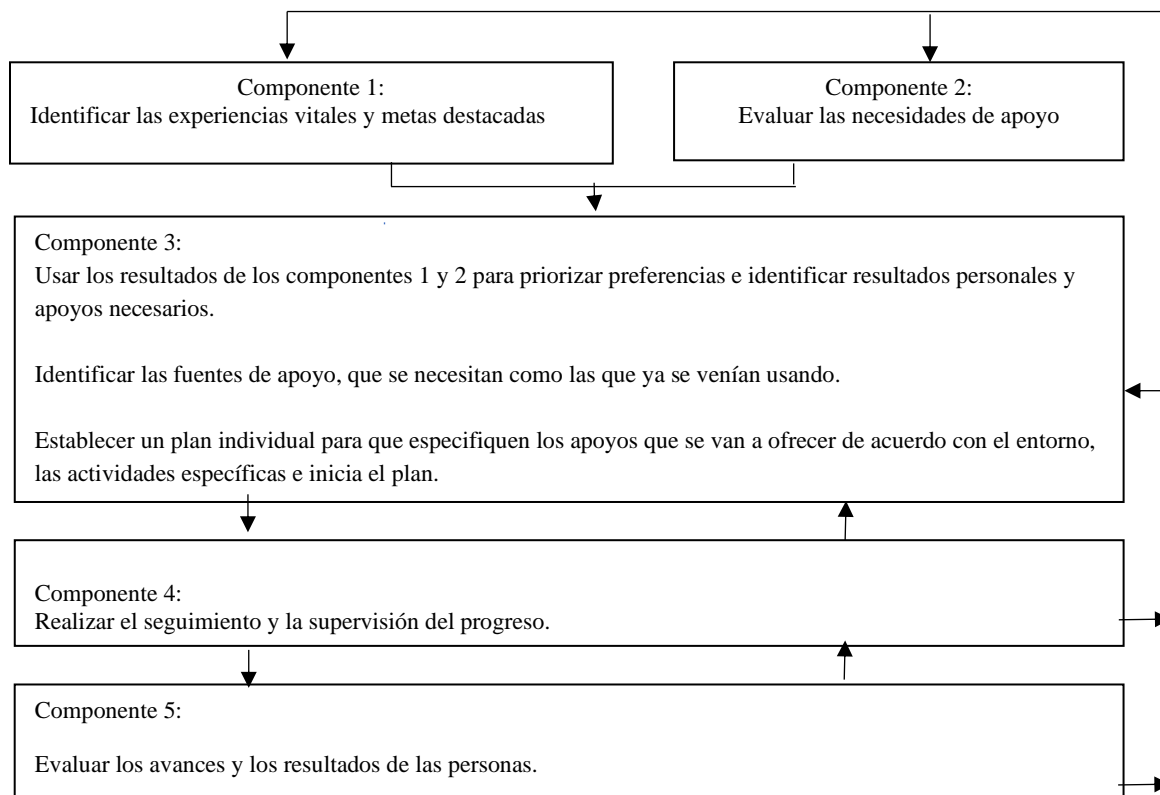 Componente 1:
Identificar las experiencias vitales y metas destacadas
Componente 2:
Evaluar las necesidades de apoyo
Componente 3:
Usar los resultados de los componentes 1 y 2 para priorizar preferencias e identificar resultados personales y
apoyos necesarios.
Identificar las fuentes de apoyo, que se necesitan como las que ya se venían usando.
Establecer un plan individual para que especifiquen los apoyos que se van a ofrecer de acuerdo con el entorno,
las actividades específicas e inicia el plan.
Componente 4:
Realizar el seguimiento y la supervisión del progreso.
Componente 5:
Evaluar los avances y los resultados de las personas.